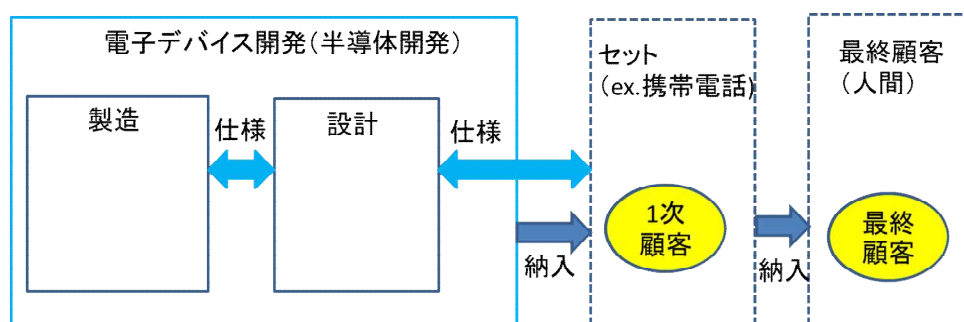 電子デバイス開発(半導体開発)
製造
仕様
設計
仕様
納入
セット
(ex.携帯電話)
1次
顧客
納入
最終顧客
(人間)
最終
顧客